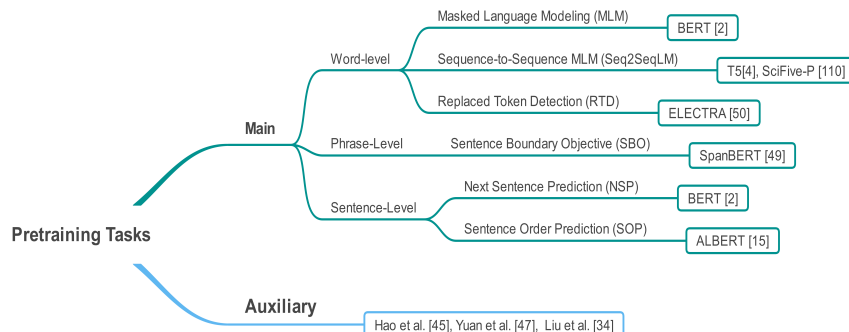 Masked Language Modeling (MLM)
BERT [2]
Word-level
Sequence-to-Sequence MLM (Seq2SeqLM)
T5[4], SciFive-P [110]
Replaced Token Detection (RTD)
ELECTRA [50]
Main
Phrase-Level
Sentence Boundary Objective (SBO)
SpanBERT [49]
Next Sentence Prediction (NSP)
BERT [2]
Sentence-Level
Sentence Order Prediction (SOP)
ALBERT [15]
Pretraining Tasks
Auxiliary
Hao et al. [45], Yuan et al. [47], Liu et al. [34]